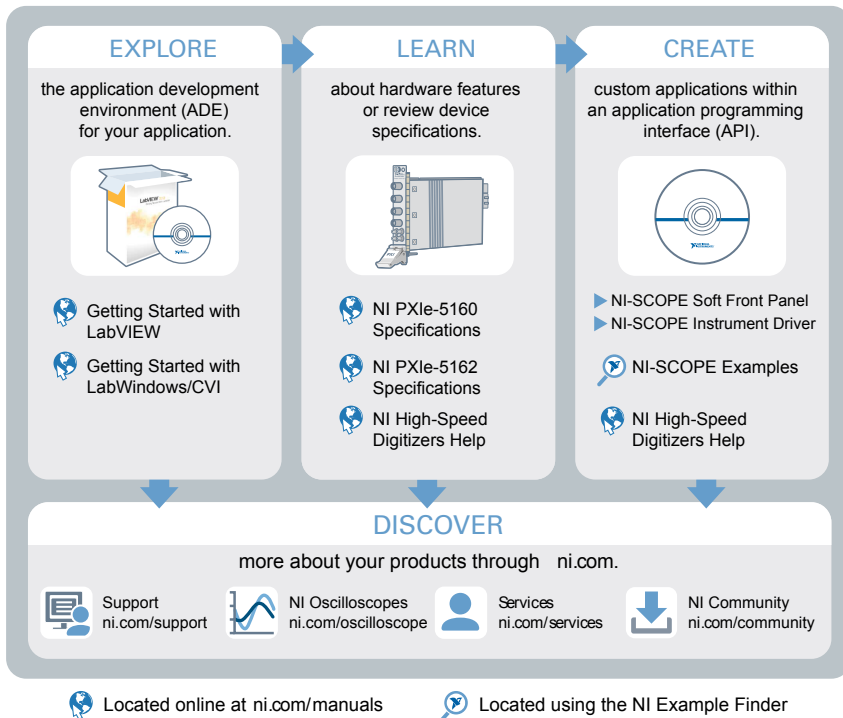 EXPLORE
the application development
environment (ADE)
for your application.
LabVIEW
Getting Started with
LabVIEW
Getting Started with
LabWindows/CVI
LEARN
about hardware features
or review device
specifications.
NI PXIe-5160
Specifications
NI PXIe-5162
Specifications
NI High-Speed
Digitizers Help
CREATE
custom applications within
an application programming
interface (API).
NI-SCOPE Soft Front Panel
NI-SCOPE Instrument Driver
NI-SCOPE Examples
NI High-Speed
Digitizers Help
DISCOVER
more about your products through ni.com.
Support
ni.com/support
NI Oscilloscopes
ni.com/oscilloscope
Services
ni.com/services
NI Community
ni.com/community
Located online at ni.com/manuals
Located using the NI Example Finder